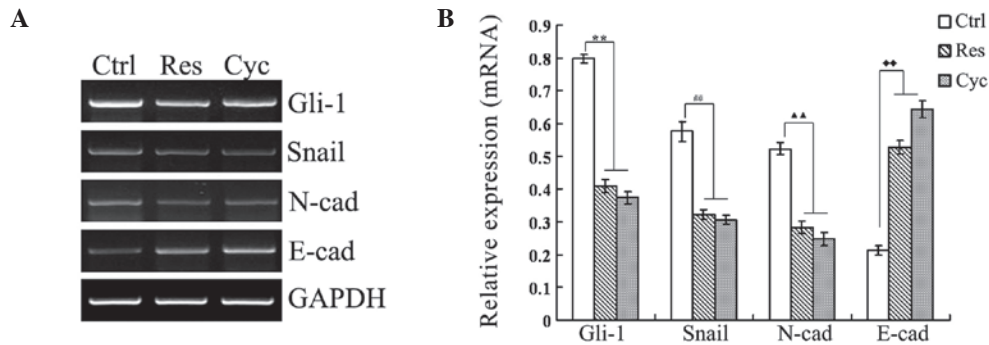 A
Ctrl Res Cyc
Gli-1
Snail
N-cad
E-cad
GAPDH
B
Relative expression (mRNA)
0.9
0.8
0.7
0.6
0.5
0.4
0.3
0.2
0.1
0
**
##
▲▲
◆◆
Gli-1 Snail N-cad E-cad
Ctrl
Res
Cyc